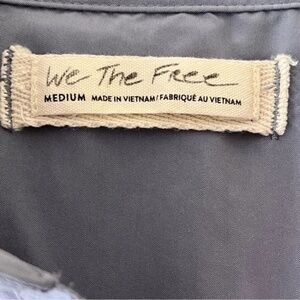 We The Free
MEDIUM MADE IN VIETNAM/FABRIQUÉ AU VIETNAM